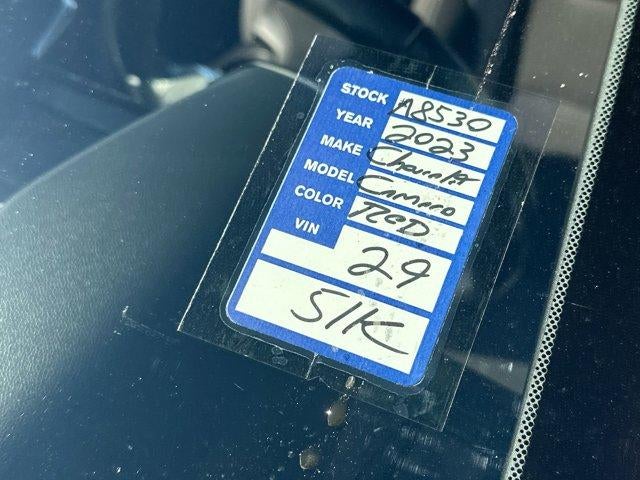 STOCK A8530
YEAR 2023
MAKE Chevrolet
MODEL Camaro
COLOR RED
VIN
29
51K